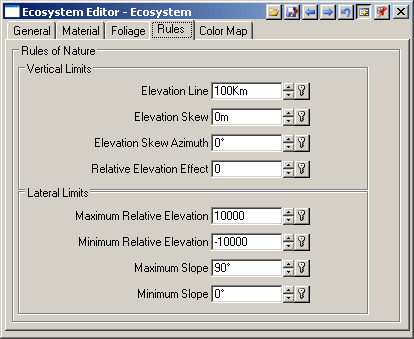 Ecosystem Editor - Ecosystem
General Material Foliage Rules Color Map
Rules of Nature
Vertical Limits
Elevation Line 100Km
Elevation Skew 0m
Elevation Skew Azimuth 0°
Relative Elevation Effect 0
Lateral Limits
Maximum Relative Elevation 10000
Minimum Relative Elevation -10000
Maximum Slope 90°
Minimum Slope 0°